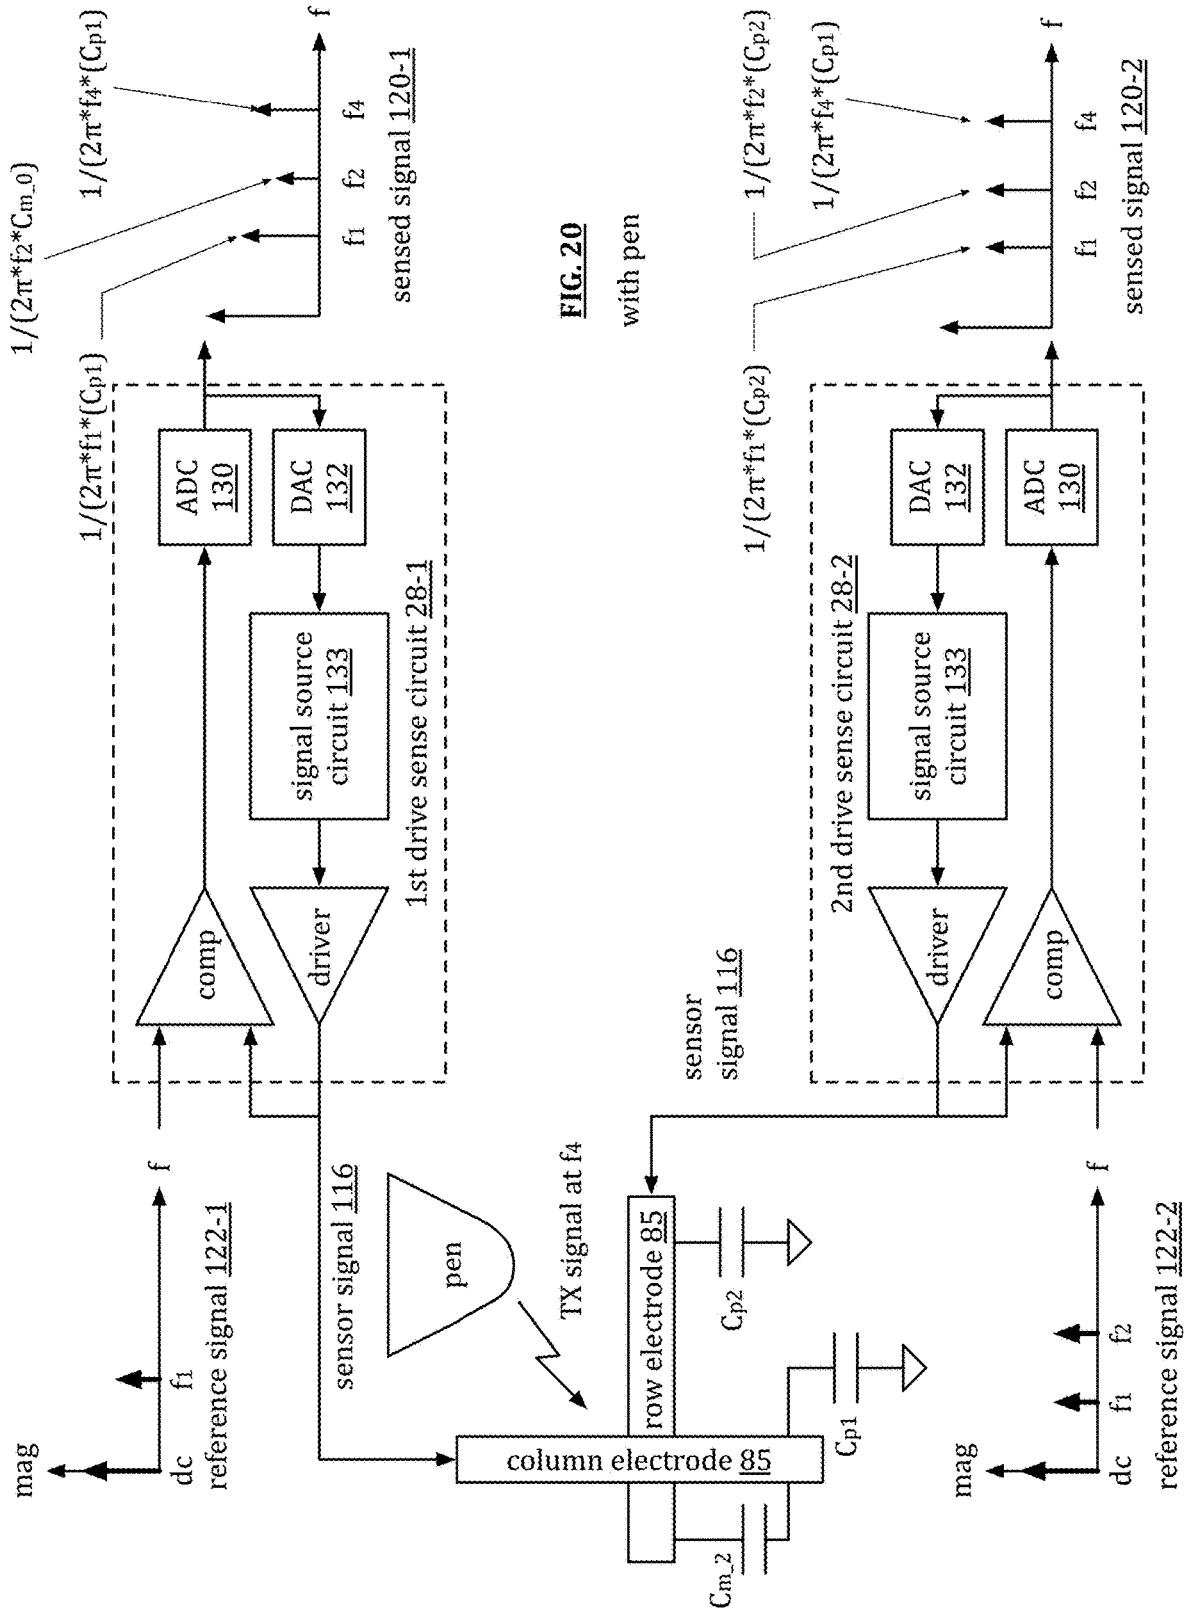 1/(2π*f2*Cm_0)
1/(2π*f1*(Cp1)
1/(2π*f4*(Cp1)
f1
f2
f4
f
sensed signal 120-1
ADC
130
DAC
132
signal source
circuit 133
comp
driver
1st drive sense circuit 28-1
mag
dc
f1
f
reference signal 122-1
sensor signal 116
pen
TX signal at f4
FIG. 20
with pen
column electrode 85
row electrode 85
Cm_2
Cp1
Cp2
sensor
signal 116
2nd drive sense circuit 28-2
driver
signal source
circuit 133
DAC
132
comp
ADC
130
1/(2π*f1*(Cp2)
1/(2π*f2*(Cp2)
1/(2π*f4*(Cp1)
f1
f2
f4
f
sensed signal 120-2
mag
dc
f1
f2
f
reference signal 122-2